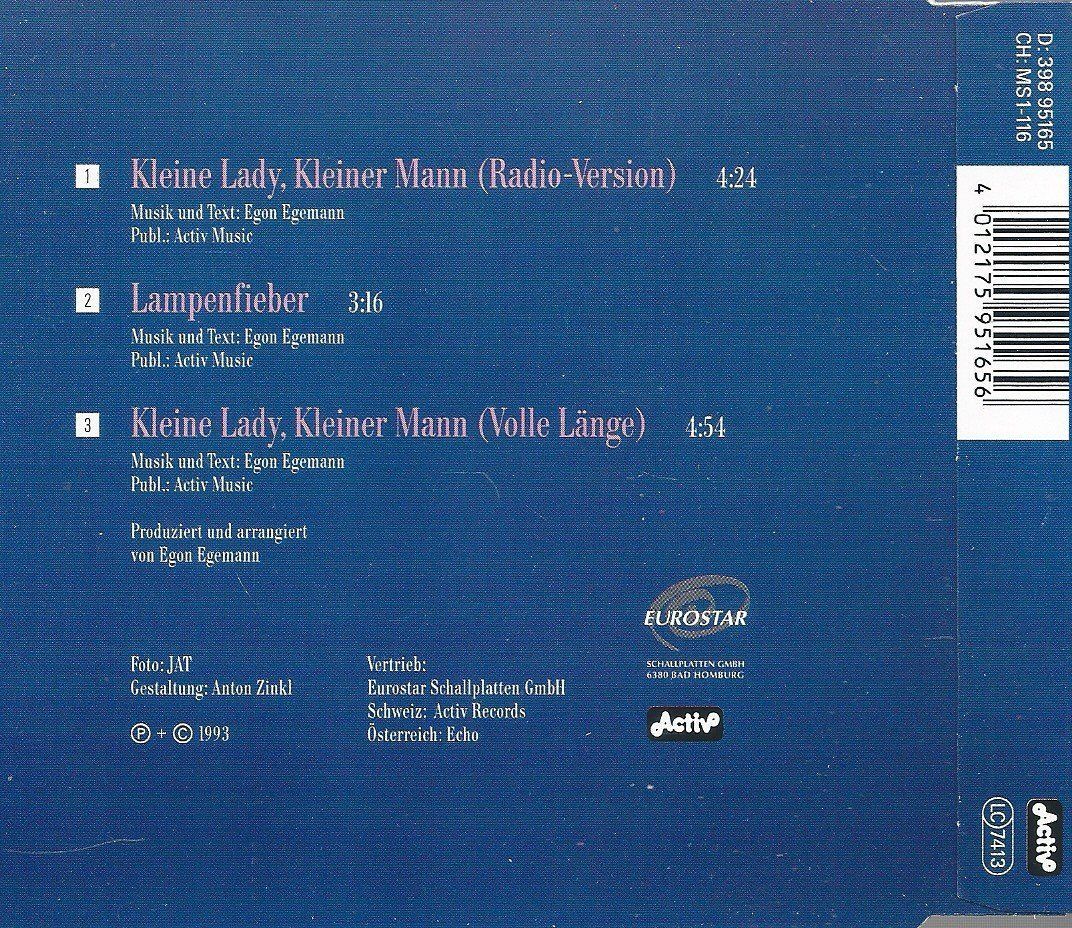 1 Kleine Lady, Kleiner Mann (Radio-Version) 4:24
Musik und Text: Egon Egemann
Publ.: Activ Music
2 Lampenfieber 3:16
Musik und Text: Egon Egemann
Publ.: Activ Music
3 Kleine Lady, Kleiner Mann (Volle Länge) 4:54
Musik und Text: Egon Egemann
Publ.: Activ Music
Produziert und arrangiert
von Egon Egemann
Foto: JAT
Gestaltung: Anton Zinkl
Ⓟ + © 1993
Vertrieb:
Eurostar Schallplatten GmbH
Schweiz: Activ Records
Österreich: Echo
EUROSTAR
SCHALLPLATTEN GMBH
6380 BAD HOMBURG
Activ
D: 398 95165
CH: MS 1-116
4 012175 951656
LC 7413
Activ